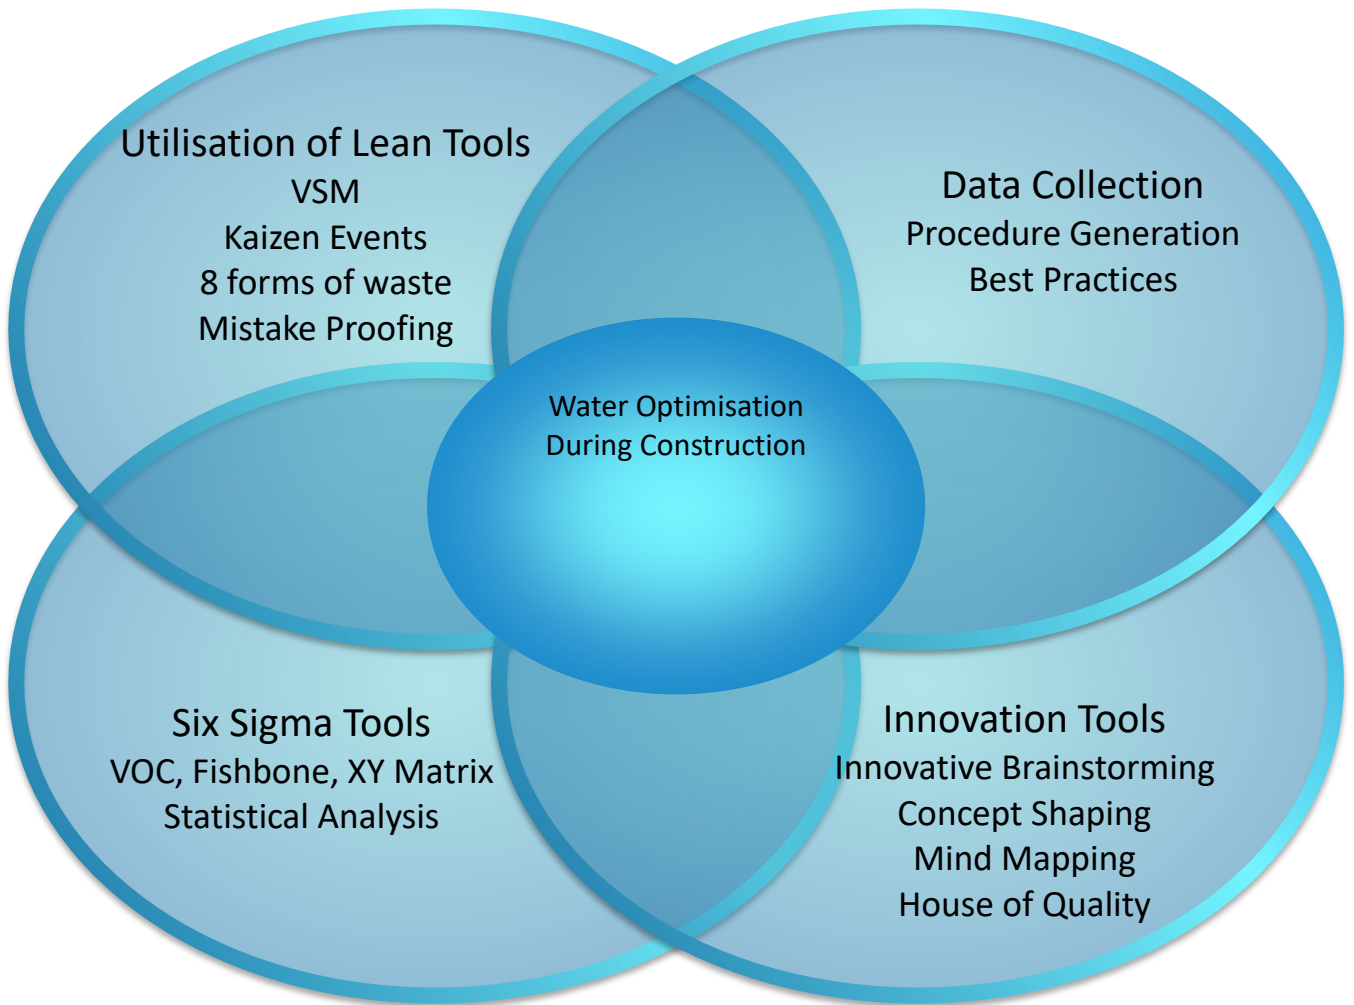 Utilisation of Lean Tools
VSM
Kaizen Events
8 forms of waste
Mistake Proofing
Data Collection
Procedure Generation
Best Practices
Water Optimisation
During Construction
Six Sigma Tools
VOC, Fishbone, XY Matrix
Statistical Analysis
Innovation Tools
Innovative Brainstorming
Concept Shaping
Mind Mapping
House of Quality